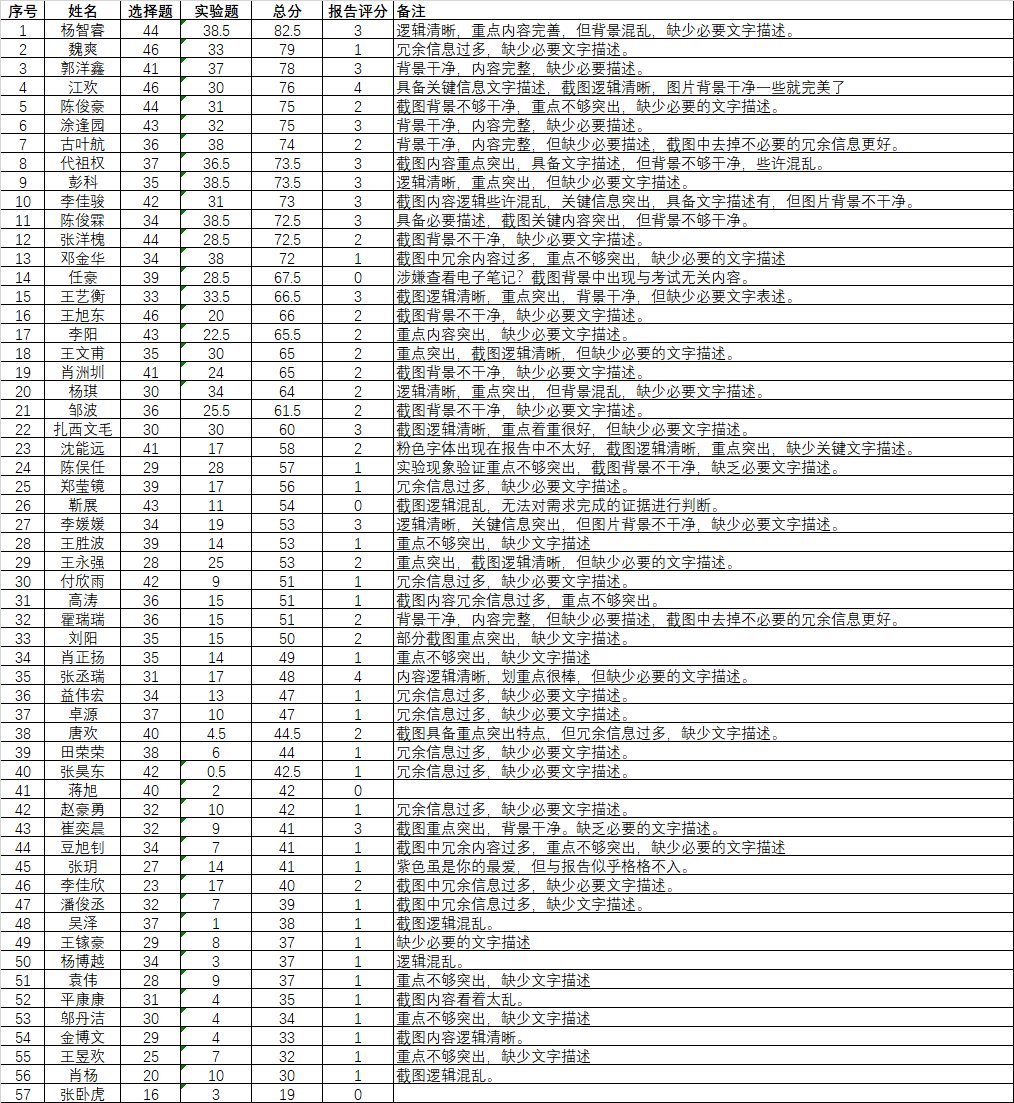 序号 姓名 选择题 实验题 总分 报告评分 备注
1 杨智睿 44 38.5 82.5 3 逻辑清晰，重点内容完善，但背景混乱，缺少必要文字描述。
2 魏爽 46 33 79 1 冗余信息过多，缺少必要文字描述。
3 郭洋鑫 41 37 78 3 背景干净，内容完整，缺少必要描述。
4 江欢 46 30 76 4 具备关键信息文字描述，截图逻辑清晰，图片背景干净一些就完美了
5 陈俊豪 44 31 75 2 截图背景不够干净，重点不够突出，缺少必要的文字描述。
6 涂逢园 43 32 75 3 背景干净，内容完整，缺少必要描述。
7 古叶航 36 38 74 2 背景干净，内容完整，但缺少必要描述，截图中去掉不必要的冗余信息更好。
8 代祖权 37 36.5 73.5 3 截图内容重点突出，具备文字描述，但背景不够干净，些许混乱。
9 彭科 35 38.5 73.5 3 逻辑清晰，重点突出，但缺少必要文字描述。
10 李佳骏 42 31 73 3 截图内容逻辑些许混乱，关键信息突出，具备文字描述有，但图片背景不干净。
11 陈俊霖 34 38.5 72.5 3 具备必要描述，截图关键内容突出，但背景不够干净。
12 张洋槐 44 28.5 72.5 2 截图背景不干净，缺少必要文字描述。
13 邓金华 34 38 72 1 截图中冗余内容过多，重点不够突出，缺少必要的文字描述
14 任豪 39 28.5 67.5 0 涉嫌查看电子笔记？截图背景中出现与考试无关内容。
15 王艺衡 33 33.5 66.5 3 截图逻辑清晰，重点突出，背景干净，但缺少必要文字表述。
16 王旭东 46 20 66 2 截图背景不干净，缺少必要文字描述。
17 李阳 43 22.5 65.5 2 重点内容突出，缺少必要文字描述。
18 王文甫 35 30 65 2 重点突出，截图逻辑清晰，但缺少必要的文字描述。
19 肖洲圳 41 24 65 2 截图背景不干净，缺少必要文字描述。
20 杨琪 30 34 64 2 逻辑清晰，重点突出，但背景混乱，缺少必要文字描述。
21 邹波 36 25.5 61.5 2 截图背景不干净，缺少必要文字描述。
22 扎西文毛 30 30 60 3 截图逻辑清晰，重点着重很好，但缺少必要文字描述。
23 沈能远 41 17 58 2 粉色字体出现在报告中不太好，截图逻辑清晰，重点突出，缺少关键文字描述。
24 陈俣任 29 28 57 1 实验现象验证重点不够突出，截图背景不干净，缺乏必要文字描述。
25 郑莹镜 39 17 56 1 冗余信息过多，缺少必要文字描述。
26 靳展 43 11 54 0 截图逻辑混乱，无法对需求完成的证据进行判断。
27 李媛媛 34 19 53 3 逻辑清晰，关键信息突出，但图片背景不干净，缺少必要文字描述。
28 王胜波 39 14 53 1 重点不够突出，缺少文字描述
29 王永强 28 25 53 2 重点突出，截图逻辑清晰，但缺少必要的文字描述。
30 付欣雨 42 9 51 1 冗余信息过多，缺少必要文字描述。
31 高涛 36 15 51 1 截图内容冗余信息过多，重点不够突出。
32 霍瑞瑞 36 15 51 2 背景干净，内容完整，但缺少必要描述，截图中去掉不必要的冗余信息更好。
33 刘阳 35 15 50 2 部分截图重点突出，缺少文字描述。
34 肖正扬 35 14 49 1 重点不够突出，缺少文字描述
35 张丞瑞 31 17 48 4 内容逻辑清晰，划重点很棒，但缺少必要的文字描述。
36 益伟宏 34 13 47 1 冗余信息过多，缺少必要文字描述。
37 卓源 37 10 47 1 冗余信息过多，缺少必要文字描述。
38 唐欢 40 4.5 44.5 2 截图具备重点突出特点，但冗余信息过多，缺少文字描述。
39 田荣荣 38 6 44 1 冗余信息过多，缺少必要文字描述。
40 张昊东 42 0.5 42.5 1 冗余信息过多，缺少必要文字描述。
41 蒋旭 40 2 42 0
42 赵豪勇 32 10 42 1 冗余信息过多，缺少必要文字描述。
43 崔奕晨 32 9 41 3 截图重点突出，背景干净。缺乏必要的文字描述。
44 豆旭钊 34 7 41 1 截图中冗余内容过多，重点不够突出，缺少必要的文字描述
45 张玥 27 14 41 1 紫色虽是你的最爱，但与报告似乎格格不入。
46 李佳欣 23 17 40 2 截图中冗余信息过多，缺少必要文字描述。
47 潘俊丞 32 7 39 1 截图中冗余信息过多，缺少文字描述。
48 吴泽 37 1 38 1 截图逻辑混乱。
49 王镓豪 29 8 37 1 缺少必要的文字描述
50 杨博越 34 3 37 1 逻辑混乱。
51 袁伟 28 9 37 1 重点不够突出，缺少文字描述
52 平康康 31 4 35 1 截图内容看着太乱。
53 邬丹洁 30 4 34 1 重点不够突出，缺少文字描述
54 金博文 29 4 33 1 截图内容逻辑清晰。
55 王昱欢 25 7 32 1 重点不够突出，缺少文字描述
56 肖杨 20 10 30 1 截图逻辑混乱。
57 张卧虎 16 3 19 0